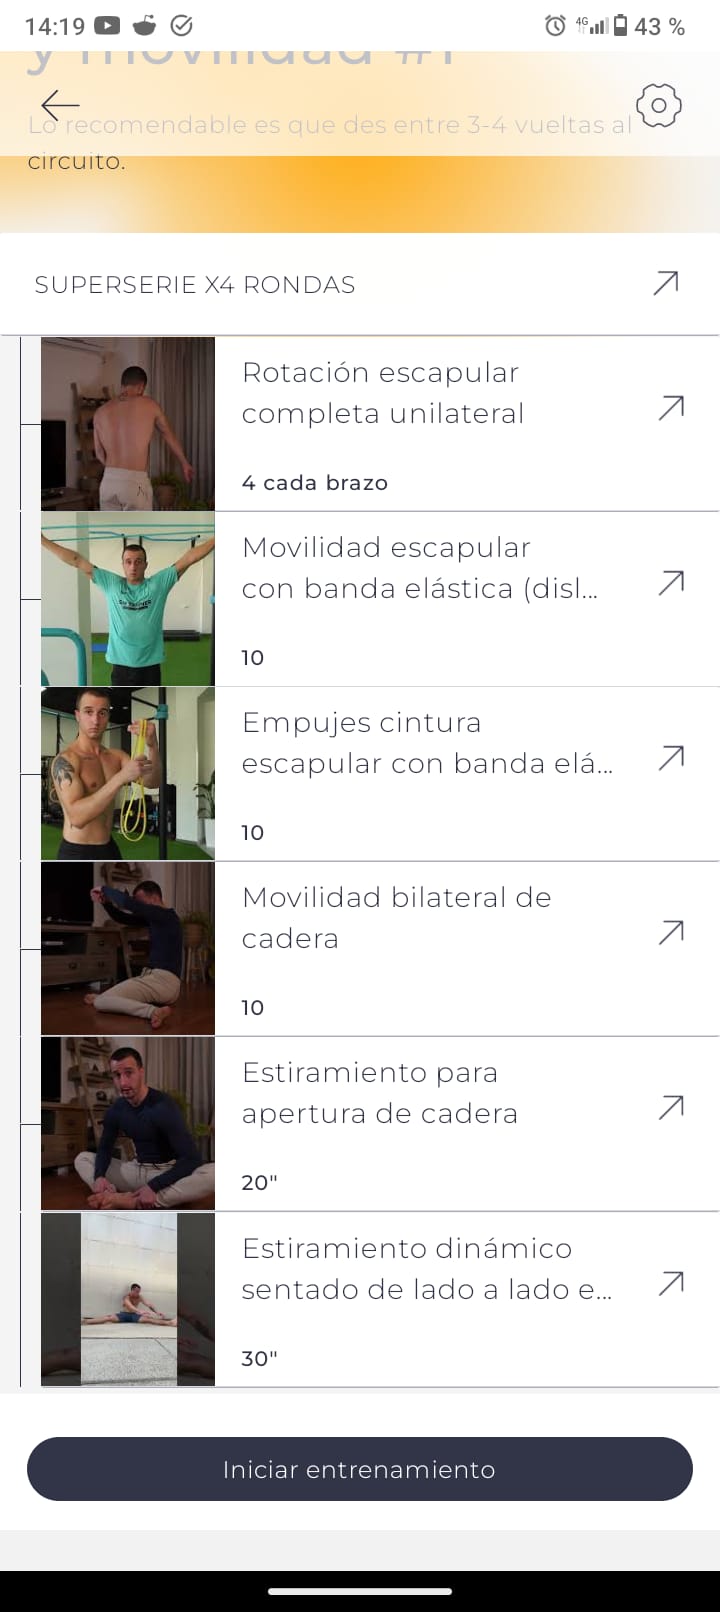 14:19
4G
43 %
y movilidad #1
Lo recomendable es que des entre 3-4 vueltas al
circuito.
SUPERSERIE X4 RONDAS
Rotación escapular
completa unilateral
4 cada brazo
Movilidad escapular
con banda elástica (disl...
10
Empujes cintura
escapular con banda elá...
10
Movilidad bilateral de
cadera
10
Estiramiento para
apertura de cadera
20"
Estiramiento dinámico
sentado de lado a lado e...
30"
Iniciar entrenamiento